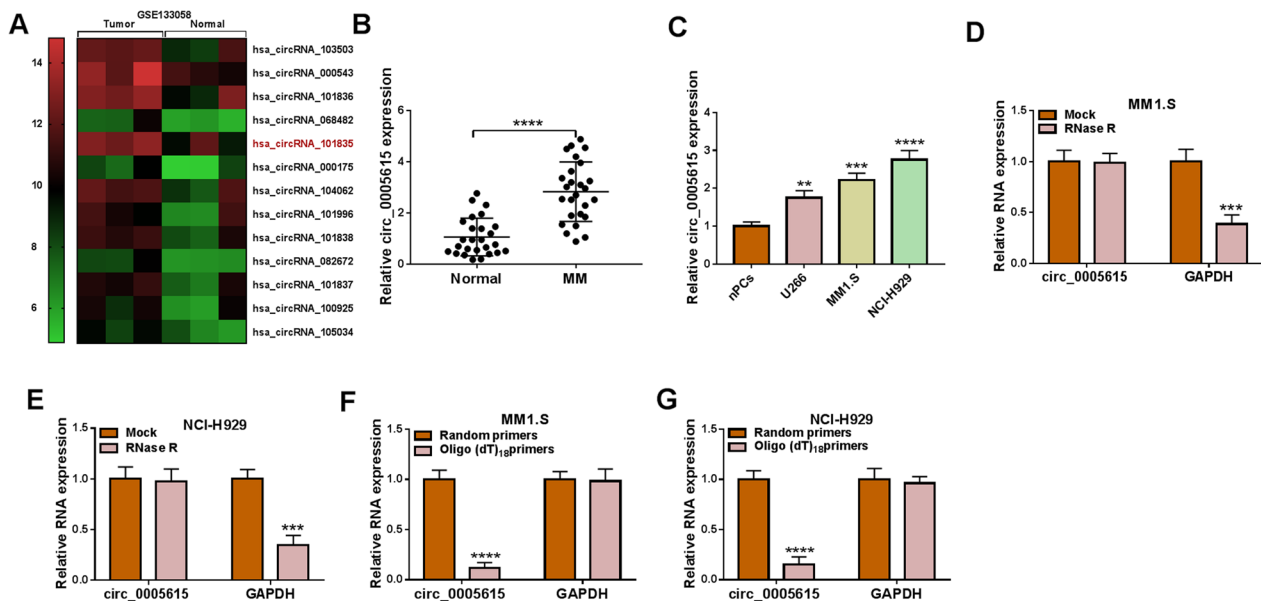 A
GSE133058
Tumor Normal
14
12
10
8
6
hsa_circRNA_103503
hsa_circRNA_000543
hsa_circRNA_101836
hsa_circRNA_068482
hsa_circRNA_101835
hsa_circRNA_000175
hsa_circRNA_104062
hsa_circRNA_101996
hsa_circRNA_101838
hsa_circRNA_082672
hsa_circRNA_101837
hsa_circRNA_100925
hsa_circRNA_105034
B
Relative circ_0005615 expression
6
4
2
0
****
Normal MM
C
Relative circ_0005615 expression
4
3
2
1
0
**
***
****
nPCs U266 MM1.S NCI-H929
D
MM1.S
Relative RNA expression
1.5
1.0
0.5
0.0
Mock
RNase R
***
circ_0005615 GAPDH
E
NCI-H929
Relative RNA expression
1.5
1.0
0.5
0.0
Mock
RNase R
***
circ_0005615 GAPDH
F
MM1.S
Relative RNA expression
1.5
1.0
0.5
0.0
Random primers
Oligo (dT)18primers
****
circ_0005615 GAPDH
G
NCI-H929
Relative RNA expression
1.5
1.0
0.5
0.0
Random primers
Oligo (dT)18primers
****
circ_0005615 GAPDH